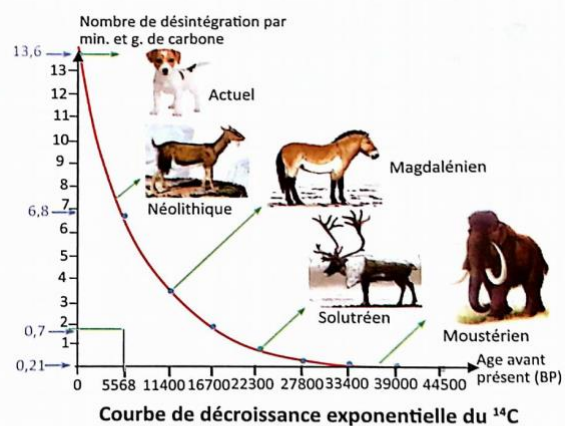 Nombre de désintégration par
min. et g. de carbone
13,6
13
12
11
10
9
8
7
6,8
6
5
4
3
2
0,7
1
0,21
Actuel
Néolithique
Magdalénien
Solutréen
Moustérien
Age avant
présent (BP)
0 5568 11400 16700 22300 27800 33400 39000 44500
Courbe de décroissance exponentielle du ¹⁴C